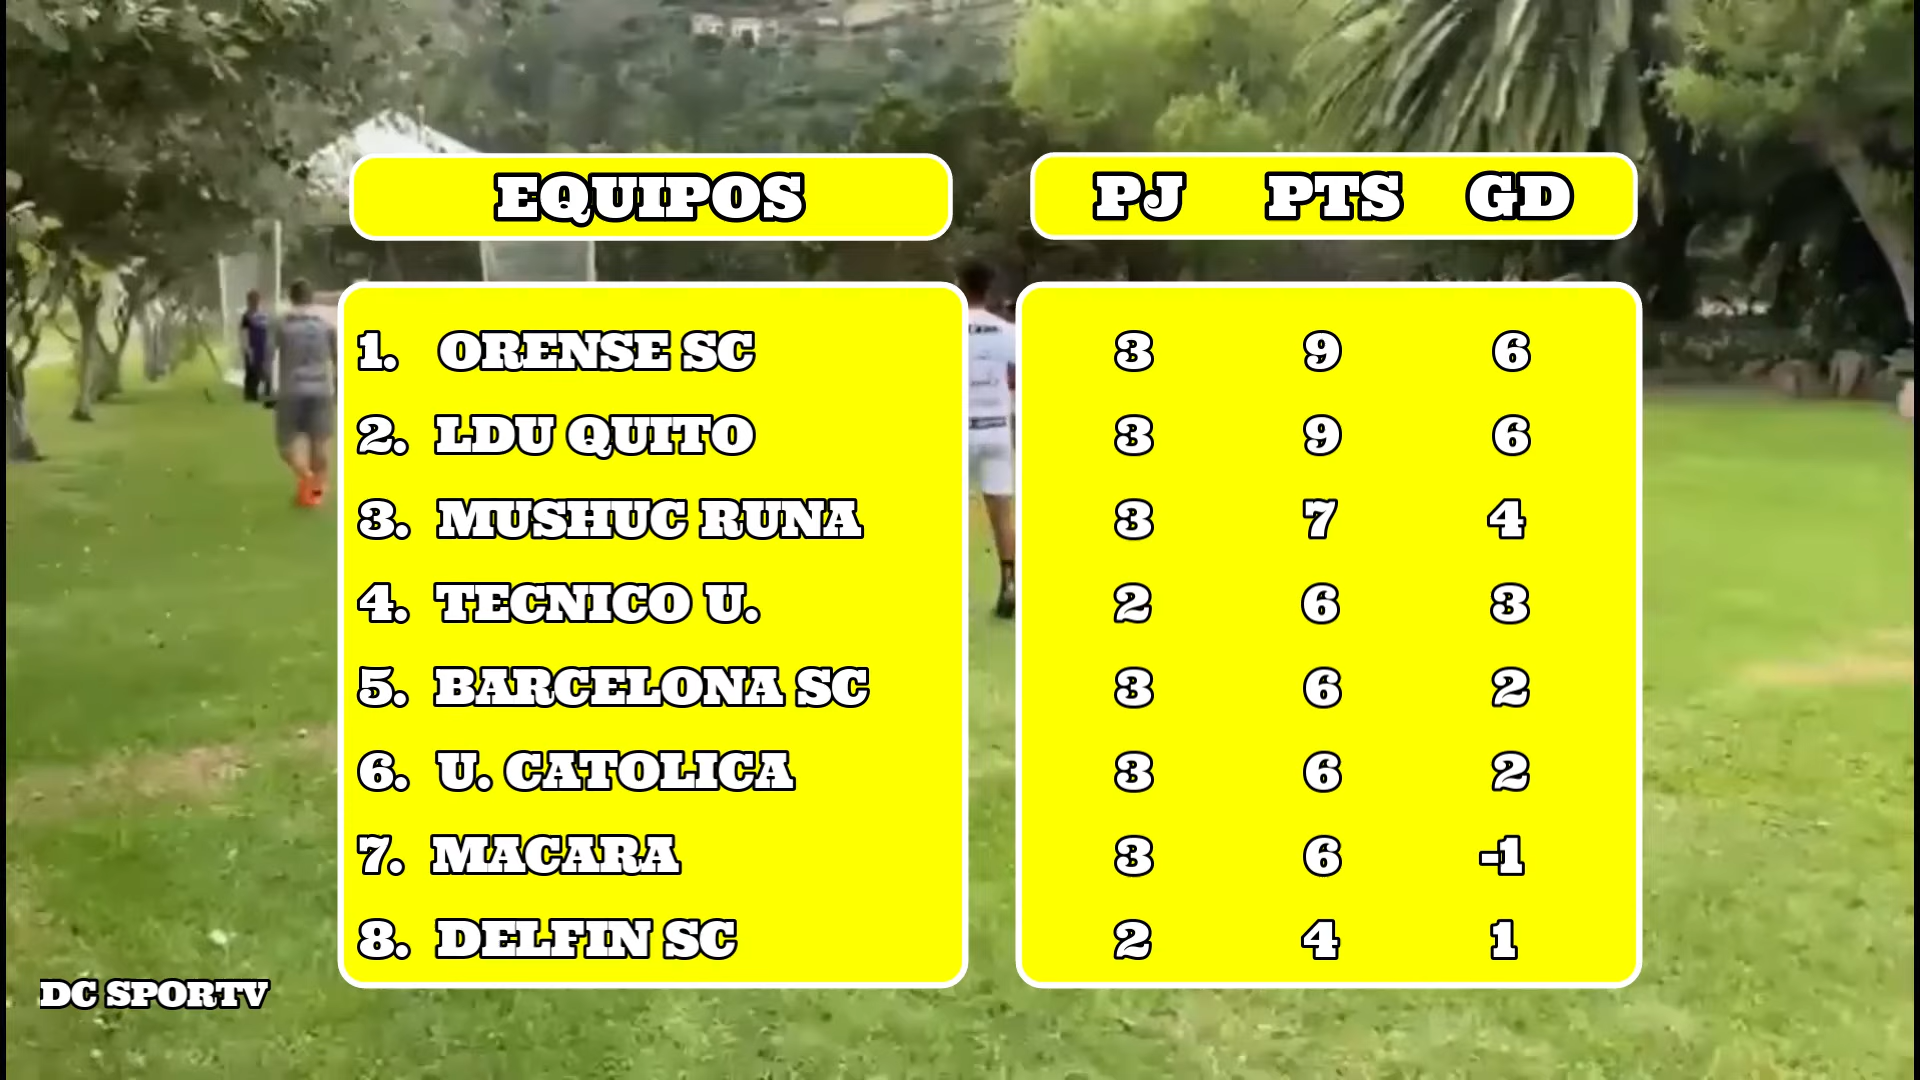 EQUIPOS PJ PTS GD
1. ORENSE SC 3 9 6
2. LDU QUITO 3 9 6
3. MUSHUC RUNA 3 7 4
4. TECNICO U. 2 6 3
5. BARCELONA SC 3 6 2
6. U. CATOLICA 3 6 2
7. MACARA 3 6 -1
8. DELFIN SC 2 4 1
DC SPORTV